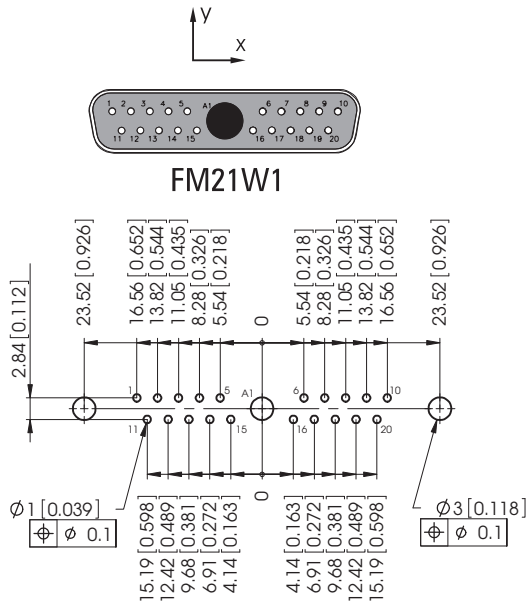 y
x
1 2 3 4 5 A1 6 7 8 9 10
11 12 13 14 15 16 17 18 19 20
FM21W1
2.84 [0.112]
23.52 [0.926]
16.56 [0.652]
13.82 [0.544]
11.05 [0.435]
8.28 [0.326]
5.54 [0.218]
0
5.54 [0.218]
8.28 [0.326]
11.05 [0.435]
13.82 [0.544]
16.56 [0.652]
23.52 [0.926]
1 5 A1 6 10
11 15 16 20
Ø1 [0.039]
⌖ Ø 0.1
15.19 [0.598]
12.42 [0.489]
9.68 [0.381]
6.91 [0.272]
4.14 [0.163]
0
4.14 [0.163]
6.91 [0.272]
9.68 [0.381]
12.42 [0.489]
15.19 [0.598]
Ø3 [0.118]
⌖ Ø 0.1